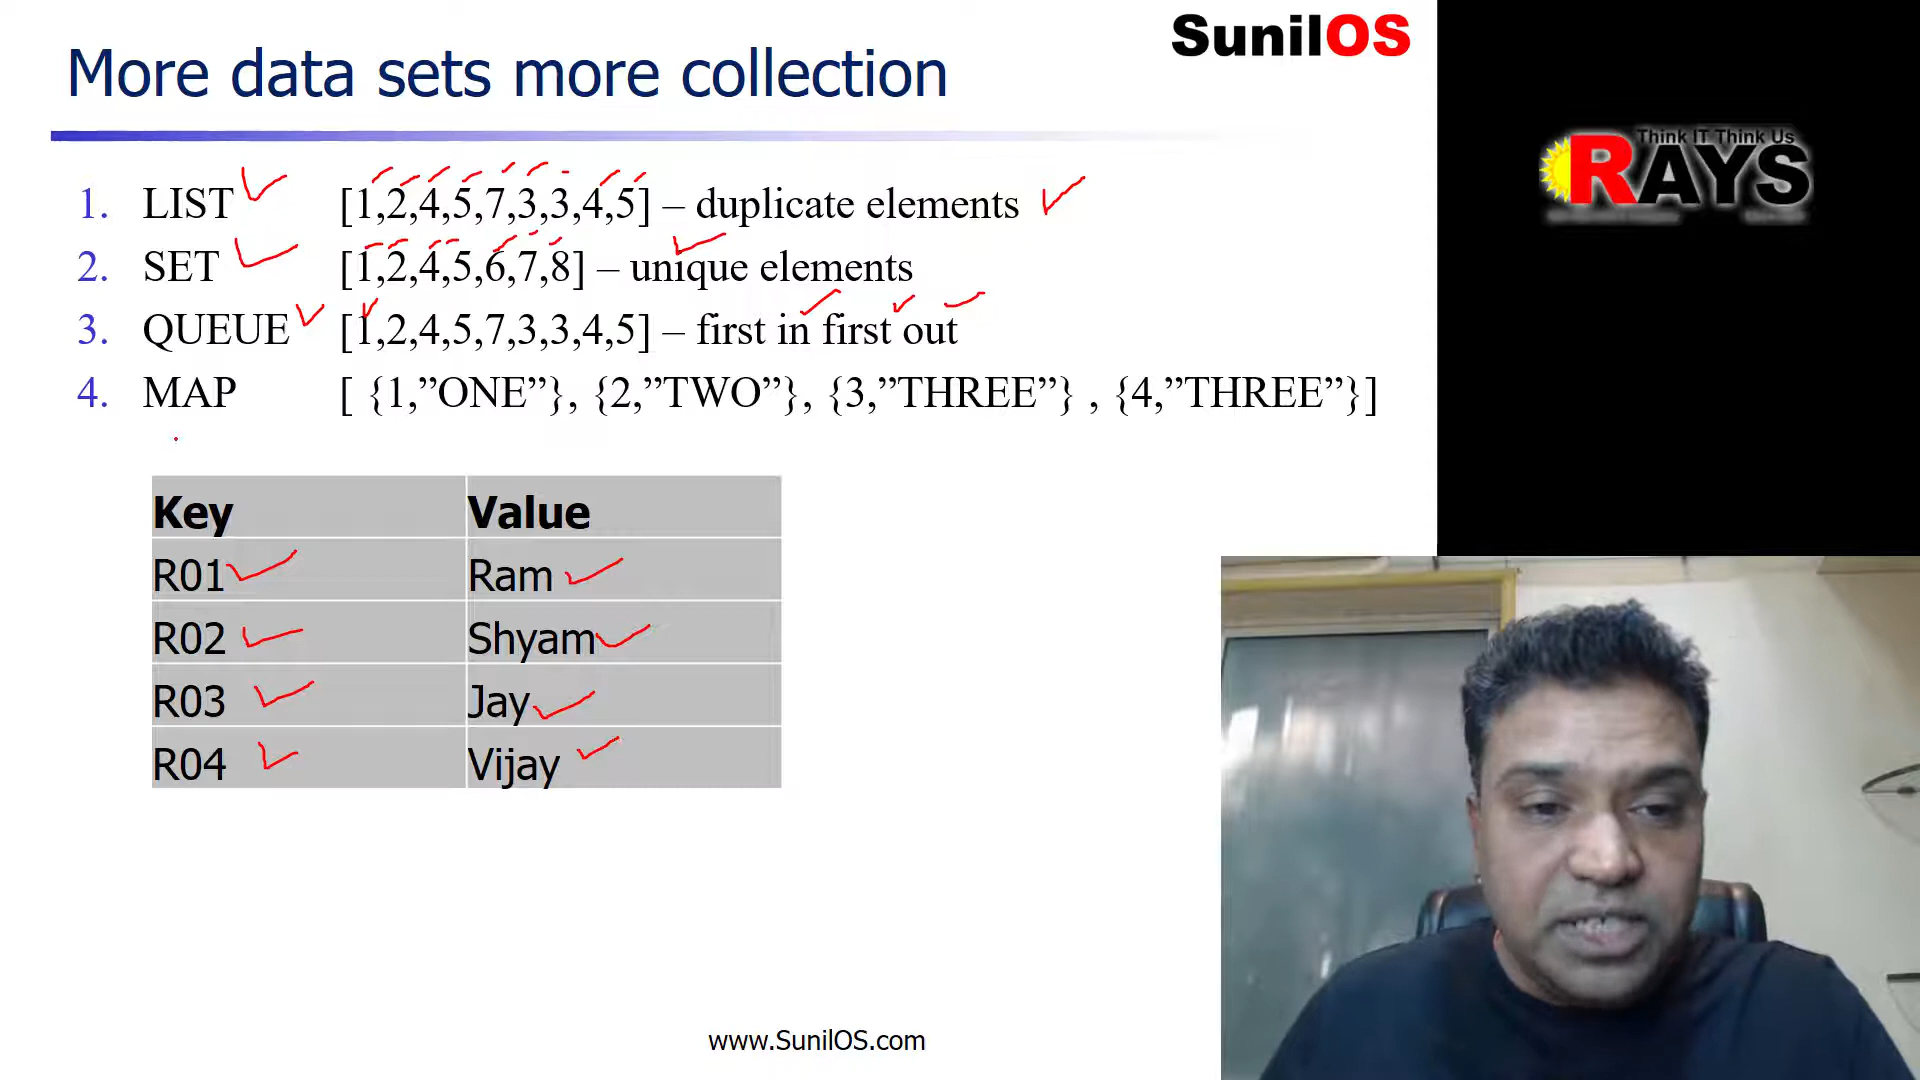 SunilOS
More data sets more collection
Think IT Think Us
RAYS
1. LIST [1,2,4,5,7,3,3,4,5] – duplicate elements
2. SET [1,2,4,5,6,7,8] – unique elements
3. QUEUE [1,2,4,5,7,3,3,4,5] – first in first out
4. MAP [ {1,”ONE”}, {2,”TWO”}, {3,”THREE”} , {4,”THREE”}]
Key Value
R01 Ram
R02 Shyam
R03 Jay
R04 Vijay
www.SunilOS.com